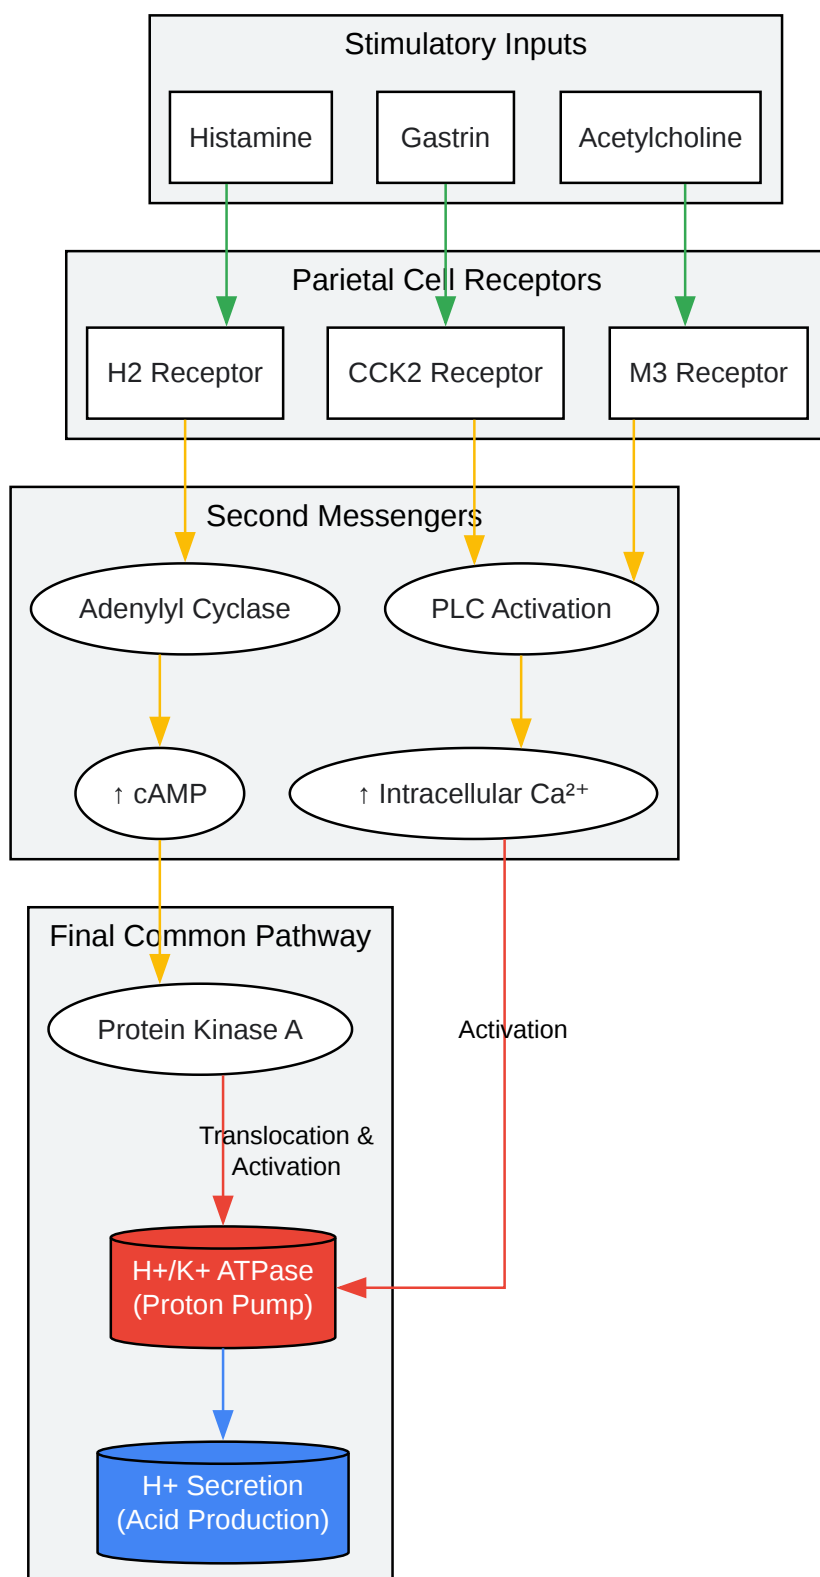 Stimulatory Inputs
Histamine
Gastrin
Acetylcholine
Parietal Cell Receptors
H2 Receptor
CCK2 Receptor
M3 Receptor
Second Messengers
Adenylyl Cyclase
PLC Activation
↑ cAMP
↑ Intracellular Ca²⁺
Final Common Pathway
Protein Kinase A
Activation
Translocation &
Activation
H+/K+ ATPase
(Proton Pump)
H+ Secretion
(Acid Production)